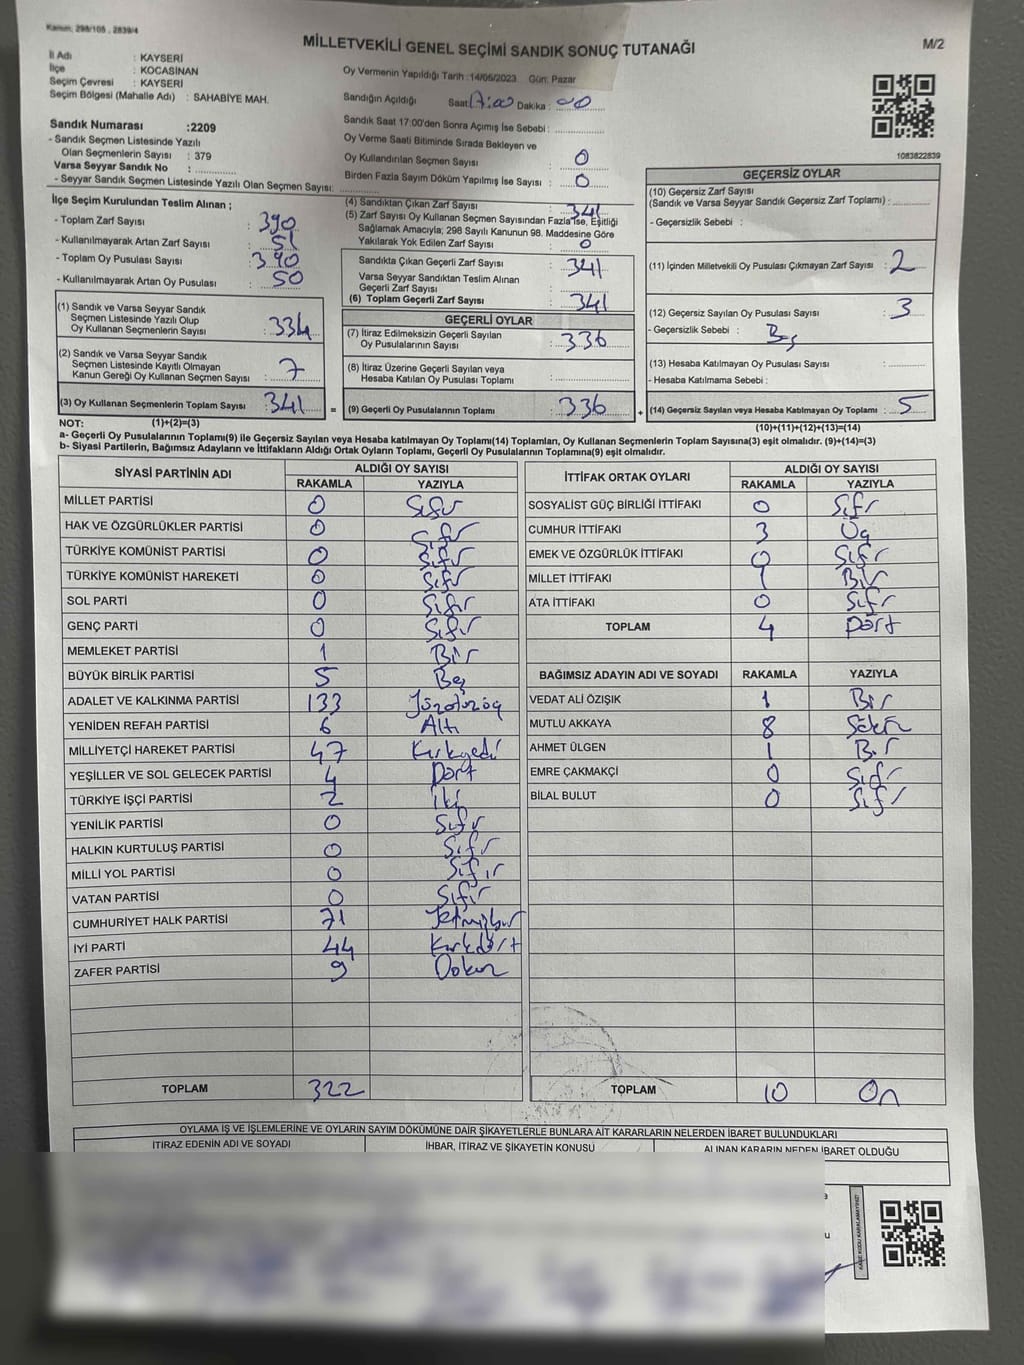 Kanun; 298/105 , 2839/4
MİLLETVEKİLİ GENEL SEÇİMİ SANDIK SONUÇ TUTANAĞI
M/2
İl Adı : KAYSERİ
İlçe : KOCASİNAN
Seçim Çevresi : KAYSERİ
Seçim Bölgesi (Mahalle Adı) : SAHABİYE MAH.
Sandık Numarası :2209
- Sandık Seçmen Listesinde Yazılı
Olan Seçmenlerin Sayısı : 379
Varsa Seyyar Sandık No :
- Seyyar Sandık Seçmen Listesinde Yazılı Olan Seçmen Sayısı:
Oy Vermenin Yapıldığı Tarih :14/05/2023 Gün: Pazar
Sandığın Açıldığı Saat 17:00 Dakika : 00
Sandık Saat 17:00'den Sonra Açımış İse Sebebi :
Oy Verme Saati Bitiminde Sırada Bekleyen ve
Oy Kullandırılan Seçmen Sayısı : 0
Birden Fazla Sayım Döküm Yapılmış İse Sayısı : 0
1083822839
İlçe Seçim Kurulundan Teslim Alınan ;
- Toplam Zarf Sayısı : 390
- Kullanılmayarak Artan Zarf Sayısı : 51
- Toplam Oy Pusulası Sayısı : 390
- Kullanılmayarak Artan Oy Pusulası : 50
(1) Sandık ve Varsa Seyyar Sandık
Seçmen Listesinde Yazılı Olup
Oy Kullanan Seçmenlerin Sayısı : 334
(2) Sandık ve Varsa Seyyar Sandık
Seçmen Listesinde Kayıtlı Olmayan
Kanun Gereği Oy Kullanan Seçmen Sayısı : 7
(3) Oy Kullanan Seçmenlerin Toplam Sayısı : 341
(4) Sandıktan Çıkan Zarf Sayısı : 341
(5) Zarf Sayısı Oy Kullanan Seçmen Sayısından Fazla İse, Eşitliği
Sağlamak Amacıyla; 298 Sayılı Kanunun 98. Maddesine Göre
Yakılarak Yok Edilen Zarf Sayısı : 0
Sandıkta Çıkan Geçerli Zarf Sayısı : 341
Varsa Seyyar Sandıktan Teslim Alınan
Geçerli Zarf Sayısı :
(6) Toplam Geçerli Zarf Sayısı : 341
GEÇERLİ OYLAR
(7) İtiraz Edilmeksizin Geçerli Sayılan
Oy Pusulalarının Sayısı : 336
(8) İtiraz Üzerine Geçerli Sayılan veya
Hesaba Katılan Oy Pusulası Toplamı :
= (9) Geçerli Oy Pusulalarının Toplamı : 336
GEÇERSİZ OYLAR
(10) Geçersiz Zarf Sayısı
(Sandık ve Varsa Seyyar Sandık Geçersiz Zarf Toplamı) :
- Geçersizlik Sebebi :
(11) İçinden Milletvekili Oy Pusulası Çıkmayan Zarf Sayısı : 2
(12) Geçersiz Sayılan Oy Pusulası Sayısı : 3
- Geçersizlik Sebebi : Boş
(13) Hesaba Katılmayan Oy Pusulası Sayısı :
- Hesaba Katılmama Sebebi :
+ (14) Geçersiz Sayılan veya Hesaba Katılmayan Oy Toplamı : 5
NOT: (1)+(2)=(3)
(10)+(11)+(12)+(13)=(14)
a- Geçerli Oy Pusulalarının Toplamı(9) ile Geçersiz Sayılan veya Hesaba katılmayan Oy Toplamı(14) Toplamları, Oy Kullanan Seçmenlerin Toplam Sayısına(3) eşit olmalıdır. (9)+(14)=(3)
b- Siyasi Partilerin, Bağımsız Adayların ve İttifakların Aldığı Ortak Oyların Toplamı, Geçerli Oy Pusulalarının Toplamına(9) eşit olmalıdır.
SİYASİ PARTİNİN ADI
ALDIĞI OY SAYISI
RAKAMLA YAZIYLA
MİLLET PARTİSİ 0 Sıfır
HAK VE ÖZGÜRLÜKLER PARTİSİ 0 Sıfır
TÜRKİYE KOMÜNİST PARTİSİ 0 Sıfır
TÜRKİYE KOMÜNİST HAREKETİ 0 Sıfır
SOL PARTİ 0 Sıfır
GENÇ PARTİ 0 Sıfır
MEMLEKET PARTİSİ 1 Bir
BÜYÜK BİRLİK PARTİSİ 5 Beş
ADALET VE KALKINMA PARTİSİ 133 Yüzotuzüç
YENİDEN REFAH PARTİSİ 6 Altı
MİLLİYETÇİ HAREKET PARTİSİ 47 Kırkyedi
YEŞİLLER VE SOL GELECEK PARTİSİ 4 Dört
TÜRKİYE İŞÇİ PARTİSİ 2 İki
YENİLİK PARTİSİ 0 Sıfır
HALKIN KURTULUŞ PARTİSİ 0 Sıfır
MİLLİ YOL PARTİSİ 0 Sıfır
VATAN PARTİSİ 0 Sıfır
CUMHURİYET HALK PARTİSİ 71 Yetmişbir
İYİ PARTİ 44 Kırkdört
ZAFER PARTİSİ 9 Dokuz
TOPLAM 322
İTTİFAK ORTAK OYLARI
ALDIĞI OY SAYISI
RAKAMLA YAZIYLA
SOSYALİST GÜÇ BİRLİĞİ İTTİFAKI 0 Sıfır
CUMHUR İTTİFAKI 3 Üç
EMEK VE ÖZGÜRLÜK İTTİFAKI 0 Sıfır
MİLLET İTTİFAKI 1 Bir
ATA İTTİFAKI 0 Sıfır
TOPLAM 4 Dört
BAĞIMSIZ ADAYIN ADI VE SOYADI RAKAMLA YAZIYLA
VEDAT ALİ ÖZIŞIK 1 Bir
MUTLU AKKAYA 8 Sekiz
AHMET ÜLGEN 1 Bir
EMRE ÇAKMAKÇİ 0 Sıfır
BİLAL BULUT 0 Sıfır
TOPLAM 10 On
OYLAMA İŞ VE İŞLEMLERİNE VE OYLARIN SAYIM DÖKÜMÜNE DAİR ŞİKAYETLERLE BUNLARA AİT KARARLARIN NELERDEN İBARET BULUNDUKLARI
İTİRAZ EDENİN ADI VE SOYADI
İHBAR, İTİRAZ VE ŞİKAYETİN KONUSU
ALINAN KARARIN NEDEN İBARET OLDUĞU
KARE KODU KARALAMAYINIZ!